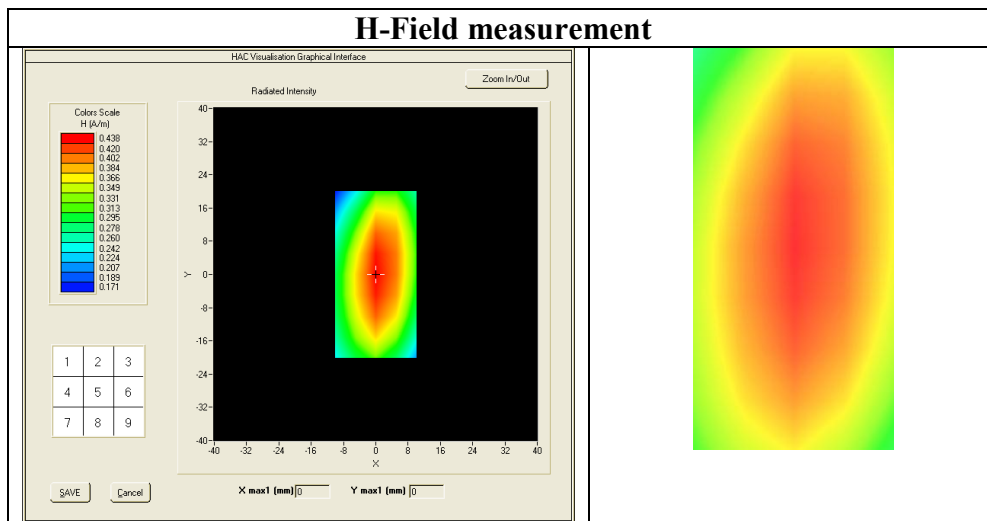 H-Field measurement
HAC Visualisation Graphical Interface
Zoom In/Out
Radiated Intensity
Colors Scale
H (A/m)
0.438
0.420
0.402
0.384
0.366
0.349
0.331
0.313
0.295
0.278
0.260
0.242
0.224
0.207
0.189
0.171
40
32
24
16
8
0
-8
-16
-24
-32
-40
Y
-40 -32 -24 -16 -8 0 8 16 24 32 40
X
1 2 3
4 5 6
7 8 9
SAVE Cancel
X max1 (mm) 0 Y max1 (mm) 0